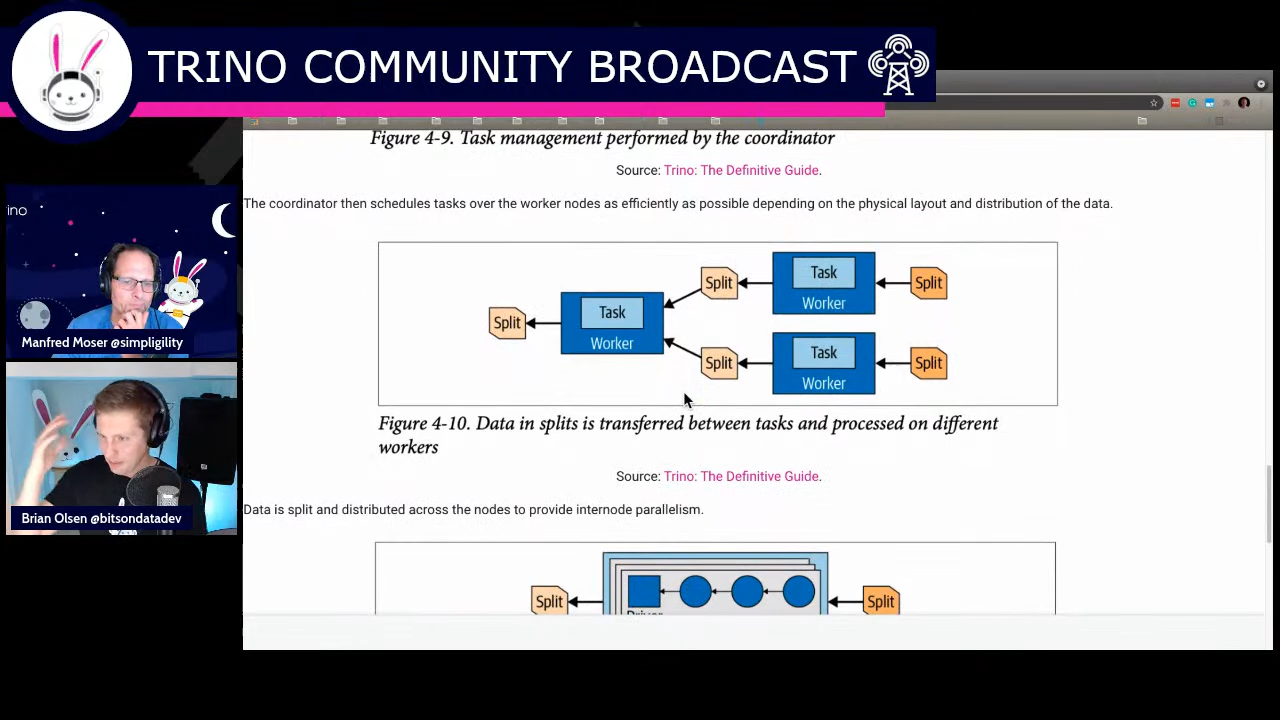 TRINO COMMUNITY BROADCAST
ino
Manfred Moser @simpligility
Brian Olsen @bitsondatadev
Figure 4-9. Task management performed by the coordinator
Source: Trino: The Definitive Guide.
The coordinator then schedules tasks over the worker nodes as efficiently as possible depending on the physical layout and distribution of the data.
Split
Task
Worker
Split
Task
Worker
Split
Split
Task
Worker
Split
Figure 4-10. Data in splits is transferred between tasks and processed on different
workers
Source: Trino: The Definitive Guide.
Data is split and distributed across the nodes to provide internode parallelism.
Split
Split
Driver